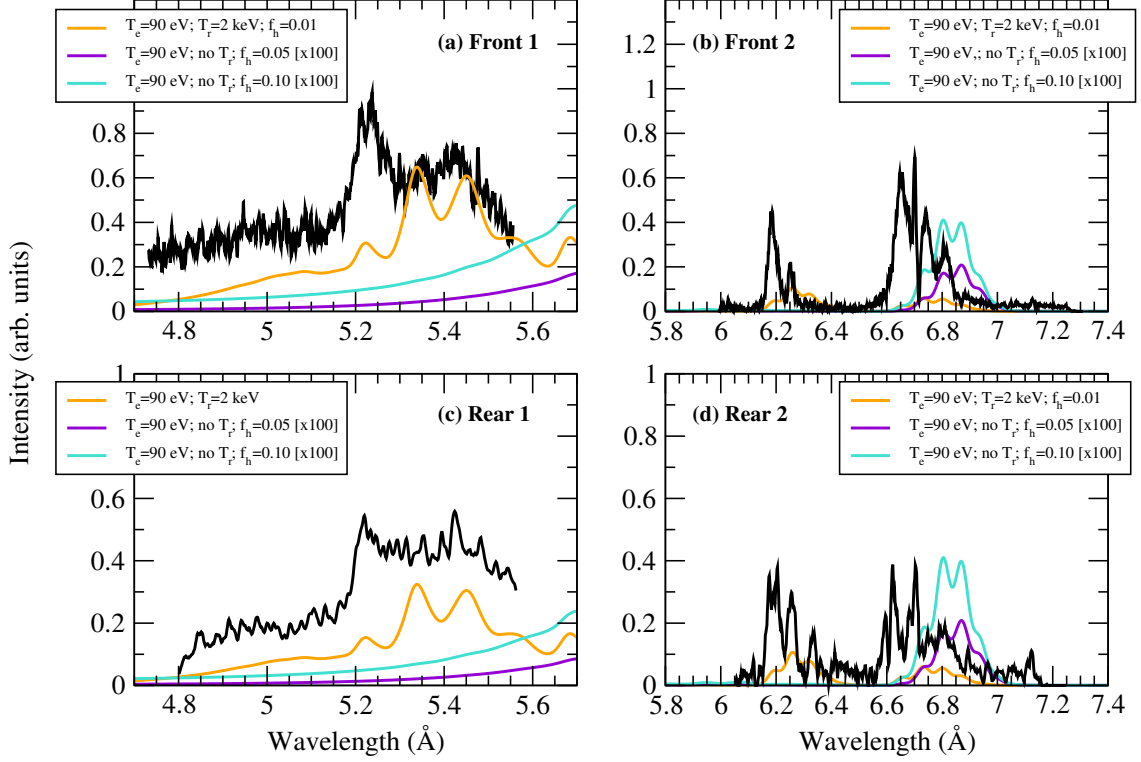 T_e=90 eV; T_r=2 keV; f_h=0.01
T_e=90 eV; no T_r; f_h=0.05 [x100]
T_e=90 eV; no T_r; f_h=0.10 [x100]
(a) Front 1
0.8
0.6
0.4
0.2
0
4.8 5 5.2 5.4 5.6
T_e=90 eV; T_r=2 keV; f_h=0.01
T_e=90 eV,; no T_r; f_h=0.05 [x100]
T_e=90 eV; no T_r; f_h=0.10 [x100]
(b) Front 2
1.2
1
0.8
0.6
0.4
0.2
0
5.8 6 6.2 6.4 6.6 6.8 7 7.2 7.4
Intensity (arb. units)
1
T_e=90 eV; T_r=2 keV
T_e=90 eV; no T_r; f_h=0.05 [x100]
T_e=90 eV; no T_r; f_h=0.10 [x100]
(c) Rear 1
0.6
0.4
0.2
0
4.8 5 5.2 5.4 5.6
Wavelength (Å)
T_e=90 eV; T_r=2 keV; f_h=0.01
T_e=90 eV; no T_r; f_h=0.05 [x100]
T_e=90 eV; no T_r; f_h=0.10 [x100]
(d) Rear 2
1
0.8
0.6
0.4
0.2
0
5.8 6 6.2 6.4 6.6 6.8 7 7.2 7.4
Wavelength (Å)